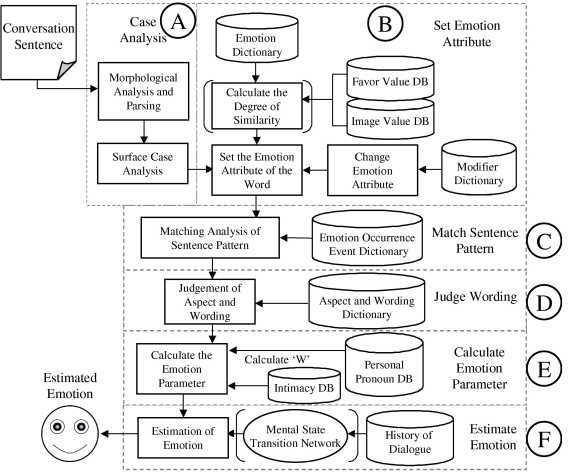 Conversation
Sentence
Case
Analysis
A
Morphological
Analysis and
Parsing
Surface Case
Analysis
B
Set Emotion
Attribute
Emotion
Dictionary
Calculate the
Degree of
Similarity
Favor Value DB
Image Value DB
Set the Emotion
Attribute of the
Word
Change
Emotion
Attribute
Modifier
Dictionary
Matching Analysis of
Sentence Pattern
Emotion Occurrence
Event Dictionary
Match Sentence
Pattern
C
Judgement of
Aspect and
Wording
Aspect and Wording
Dictionary
Judge Wording
D
Calculate the
Emotion
Parameter
Calculate ‘W’
Intimacy DB
Personal
Pronoun DB
Calculate
Emotion
Parameter
E
Estimated
Emotion
Estimation of
Emotion
Mental State
Transition Network
History of
Dialogue
Estimate
Emotion
F